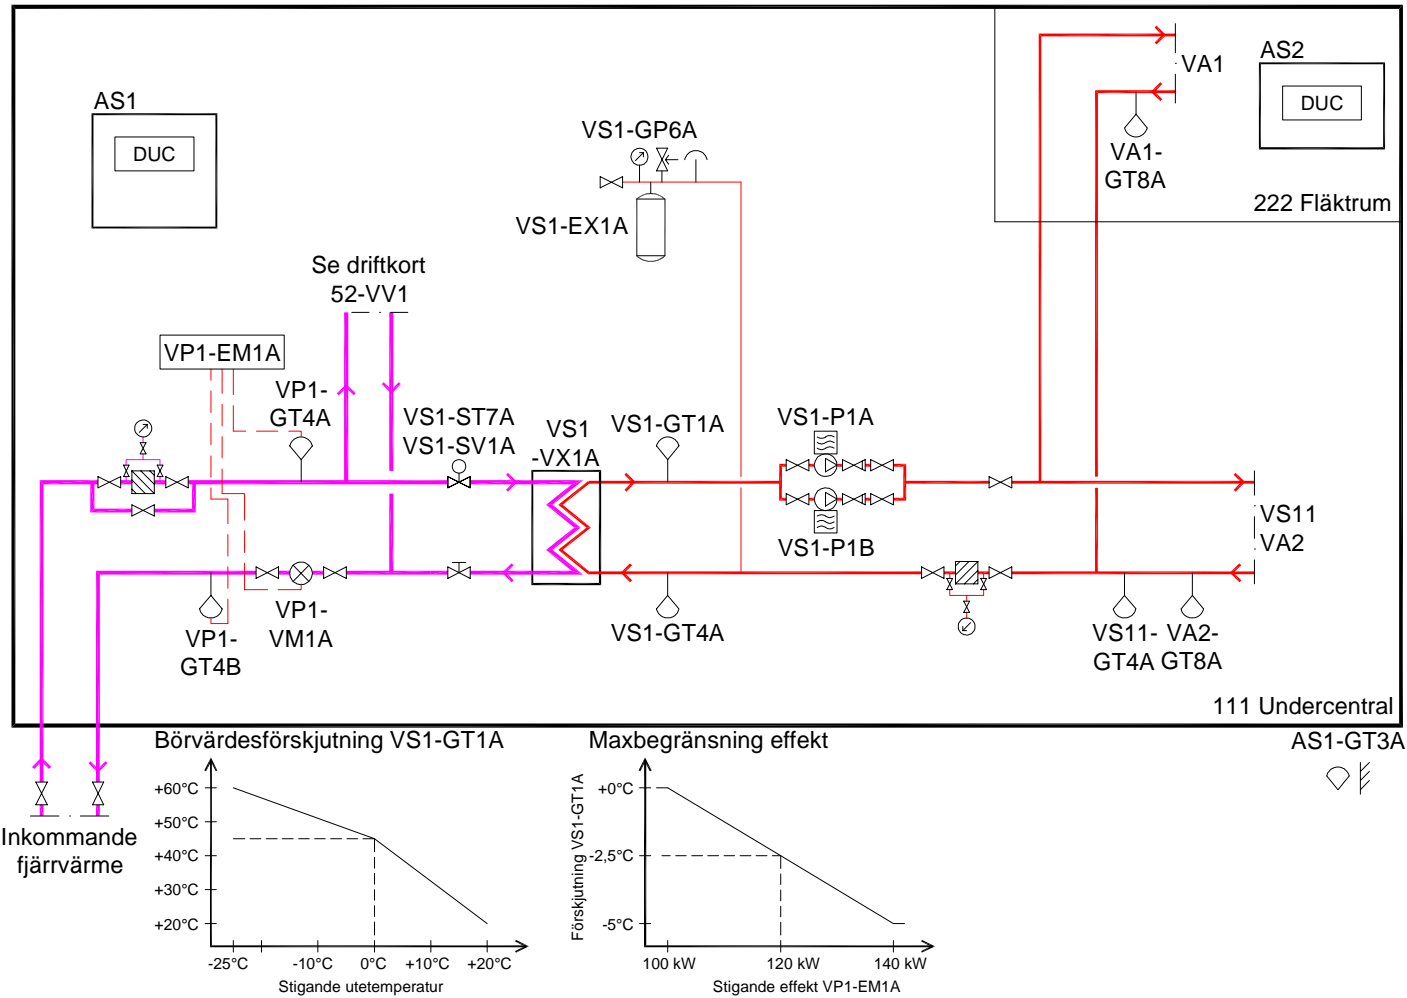 AS1
DUC
VS1-GP6A
VS1-EX1A
VA1
AS2
DUC
VA1-
GT8A
222 Fläktrum
Se driftkort
52-VV1
VP1-EM1A
VP1-
GT4A
VS1-ST7A
VS1-SV1A
VS1
-VX1A
VS1-GT1A
VS1-P1A
VS1-P1B
VS11
VA2
VP1-
GT4B
VP1-
VM1A
VS1-GT4A
VS11-
GT4A
VA2-
GT8A
111 Undercentral
Inkommande
fjärrvärme
Börvärdesförskjutning VS1-GT1A
+60°C
+50°C
+40°C
+30°C
+20°C
-25°C
-10°C
0°C
+10°C
+20°C
Stigande utetemperatur
Maxbegränsning effekt
Förskjutning VS1-GT1A
+0°C
-2,5°C
-5°C
100 kW
120 kW
140 kW
Stigande effekt VP1-EM1A
AS1-GT3A